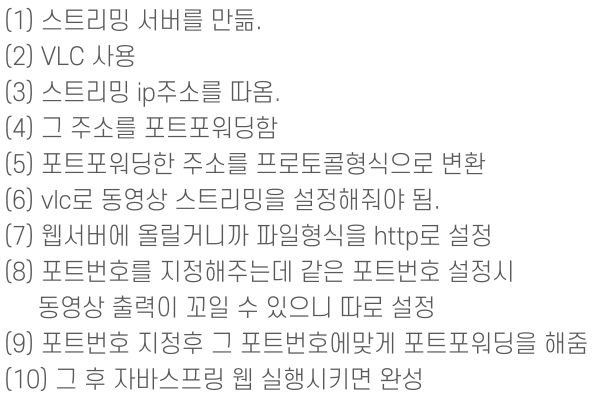 (1) 스트리밍 서버를 만듦.
(2) VLC 사용
(3) 스트리밍 ip주소를 따옴.
(4) 그 주소를 포트포워딩함
(5) 포트포워딩한 주소를 프로토콜형식으로 변환
(6) vlc로 동영상 스트리밍을 설정해줘야 됨.
(7) 웹서버에 올릴거니까 파일형식을 http로 설정
(8) 포트번호를 지정해주는데 같은 포트번호 설정시
동영상 출력이 꼬일 수 있으니 따로 설정
(9) 포트번호 지정후 그 포트번호에맞게 포트포워딩을 해줌
(10) 그 후 자바스프링 웹 실행시키면 완성